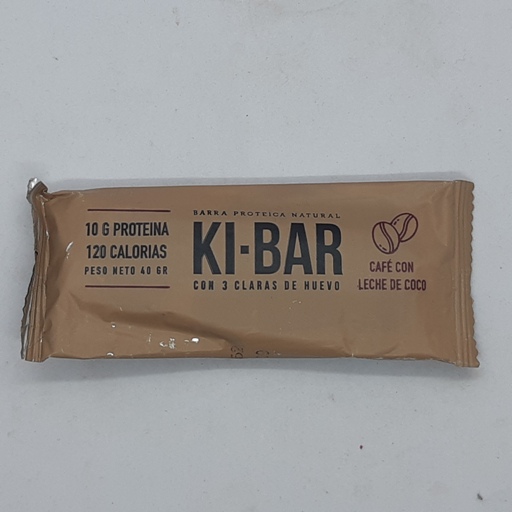 10 G PROTEINA
120 CALORIAS
PESO NETO 40 GR
BARRA PROTEICA NATURAL
KI-BAR
CON 3 CLARAS DE HUEVO
CAFÉ CON
LECHE DE COCO